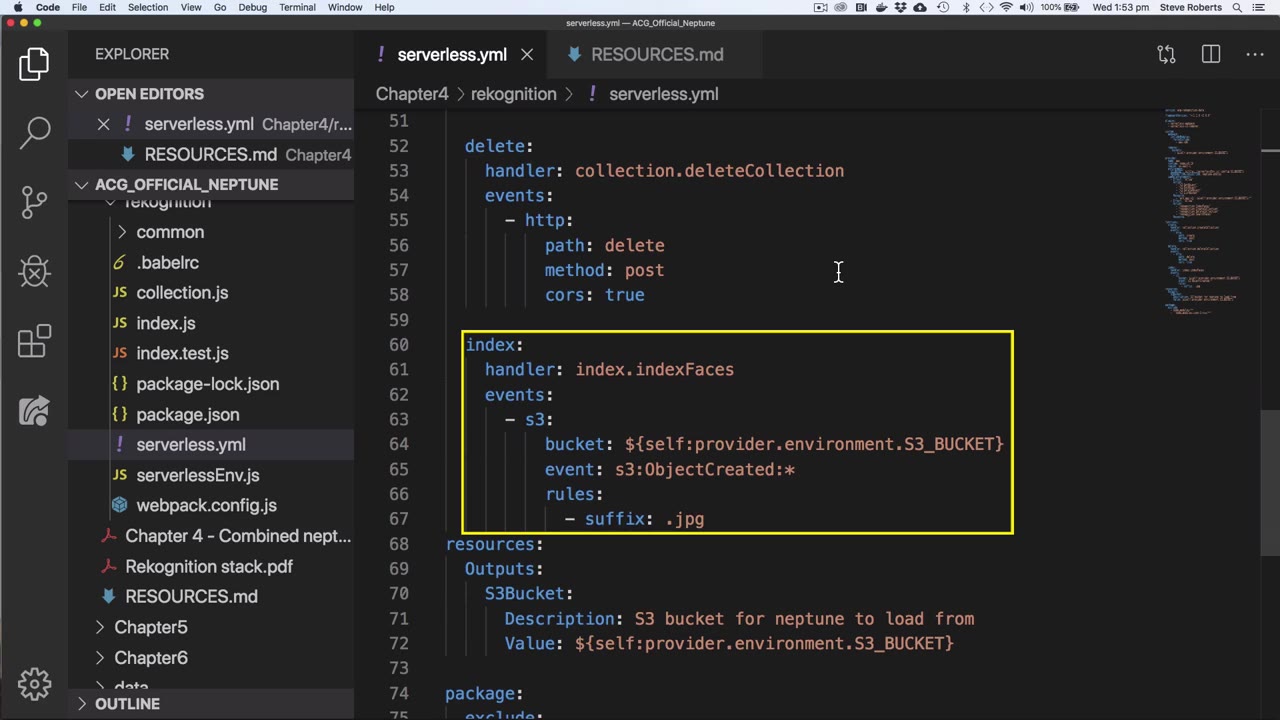 Code File Edit Selection View Go Debug Terminal Window Help 100% Wed 1:53 pm Steve Roberts
serverless.yml — ACG_Official_Neptune
EXPLORER
OPEN EDITORS
serverless.yml Chapter4/r...
RESOURCES.md Chapter4
ACG_OFFICIAL_NEPTUNE
rekognition
common
.babelrc
JS collection.js
JS index.js
JS index.test.js
{} package-lock.json
{} package.json
! serverless.yml
JS serverlessEnv.js
webpack.config.js
Chapter 4 - Combined nept...
Rekognition stack.pdf
RESOURCES.md
Chapter5
Chapter6
data
OUTLINE
! serverless.yml RESOURCES.md
Chapter4 > rekognition > ! serverless.yml
51
52 delete:
53 handler: collection.deleteCollection
54 events:
55 - http:
56 path: delete
57 method: post
58 cors: true
59
60 index:
61 handler: index.indexFaces
62 events:
63 - s3:
64 bucket: ${self:provider.environment.S3_BUCKET}
65 event: s3:ObjectCreated:*
66 rules:
67 - suffix: .jpg
68 resources:
69 Outputs:
70 S3Bucket:
71 Description: S3 bucket for neptune to load from
72 Value: ${self:provider.environment.S3_BUCKET}
73
74 package:
75 exclude: